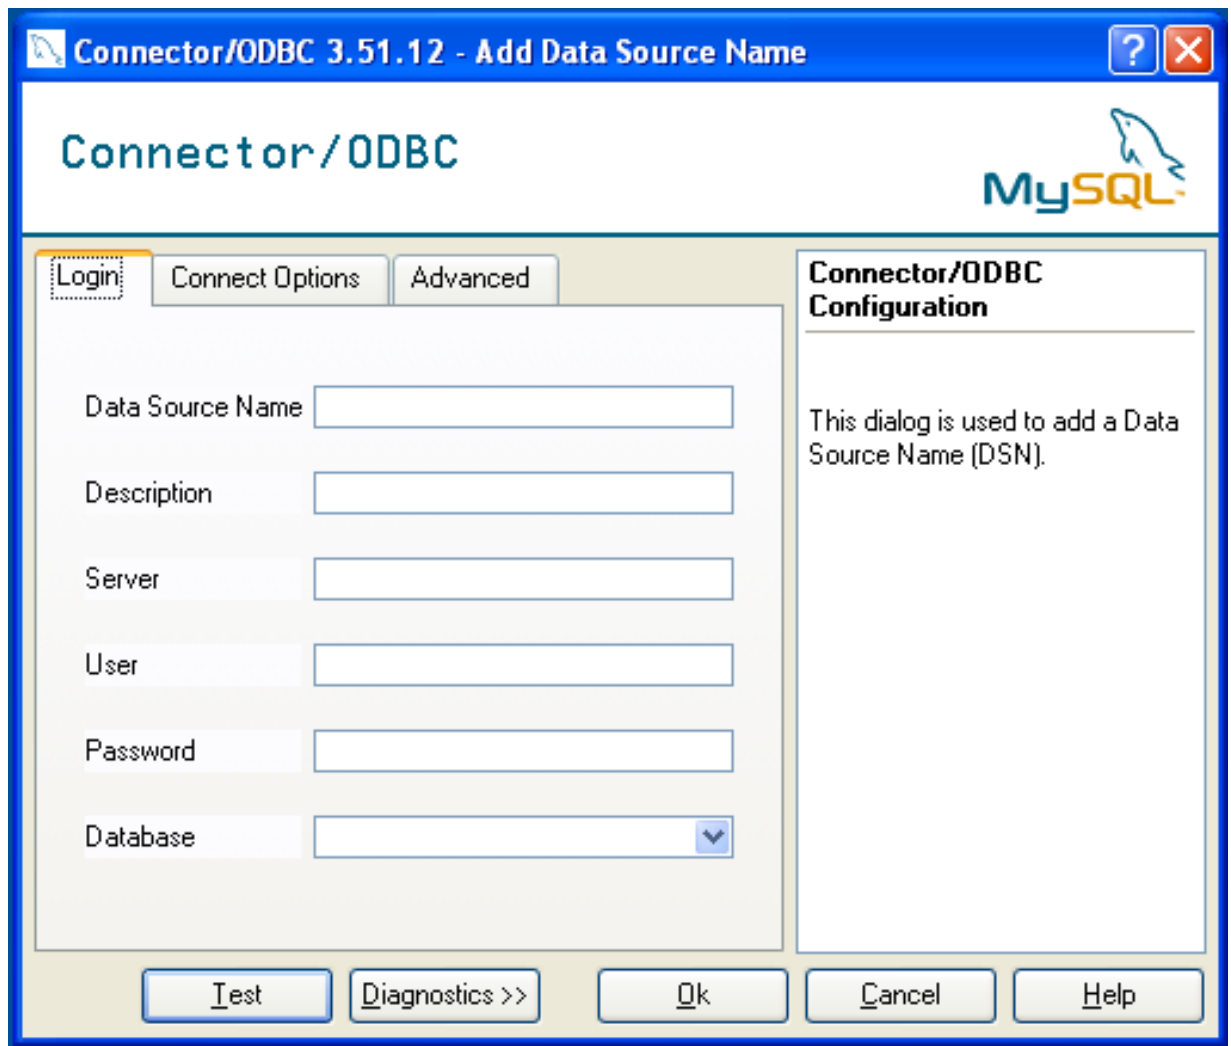 Connector/ODBC 3.51.12 - Add Data Source Name
?
Connector/ODBC
MySQL
Login
Connect Options
Advanced
Data Source Name
Description
Server
User
Password
Database
Connector/ODBC
Configuration
This dialog is used to add a Data
Source Name (DSN).
Test
Diagnostics >>
Ok
Cancel
Help